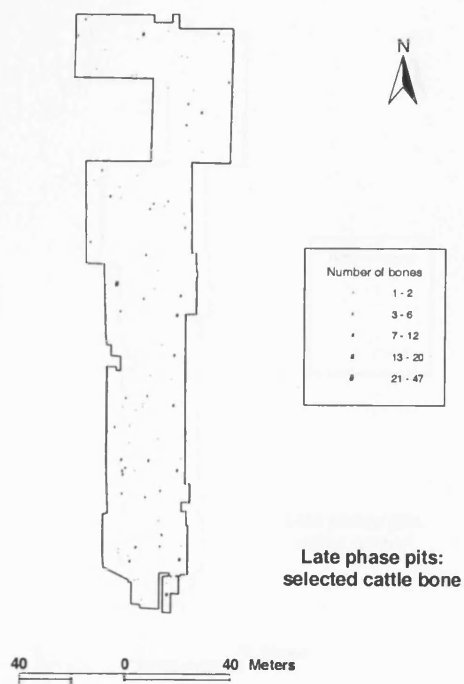 N
Number of bones
1 - 2
3 - 6
7 - 12
13 - 20
21 - 47
Late phase pits:
selected cattle bone
40 0 40 Meters